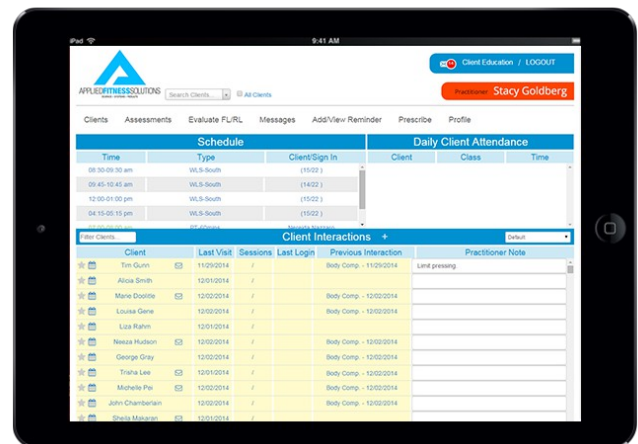 iPad 9:41 AM
Client Education / LOGOUT
APPLIEDFITNESSSOLUTIONS
Search Clients... All Clients
Practitioner Stacy Goldberg
Clients Assessments Evaluate FL/RL Messages Add/View Reminder Prescribe Profile
Schedule Daily Client Attendance
Time Type Client/Sign In Client Class Time
08:30-09:30 am WLS-South (15/22 )
09:45-10:45 am WLS-South (14/22 )
12:00-01:00 pm WLS-South (15/22 )
04:15-05:15 pm WLS-South (15/22 )
Filter Clients... Client Interactions + Default
Client Last Visit Sessions Last Login Previous Interaction Practitioner Note
Tim Gunn 11/29/2014 / Body Comp. - 11/29/2014 Limit pressing.
Alicia Smith 12/01/2014 /
Marie Doolitle 12/02/2014 / Body Comp. - 12/02/2014
Louisa Gene 12/02/2014 / Body Comp. - 12/02/2014
Liza Rahm 12/01/2014 /
Neeza Hudson 12/02/2014 / Body Comp. - 12/02/2014
George Gray 12/02/2014 / Body Comp. - 12/02/2014
Trisha Lee 12/02/2014 / Body Comp. - 12/02/2014
Michelle Pei 12/02/2014 / Body Comp. - 12/02/2014
John Chamberlain 12/02/2014 / Body Comp. - 12/02/2014
Sheila Makaran 12/01/2014 /